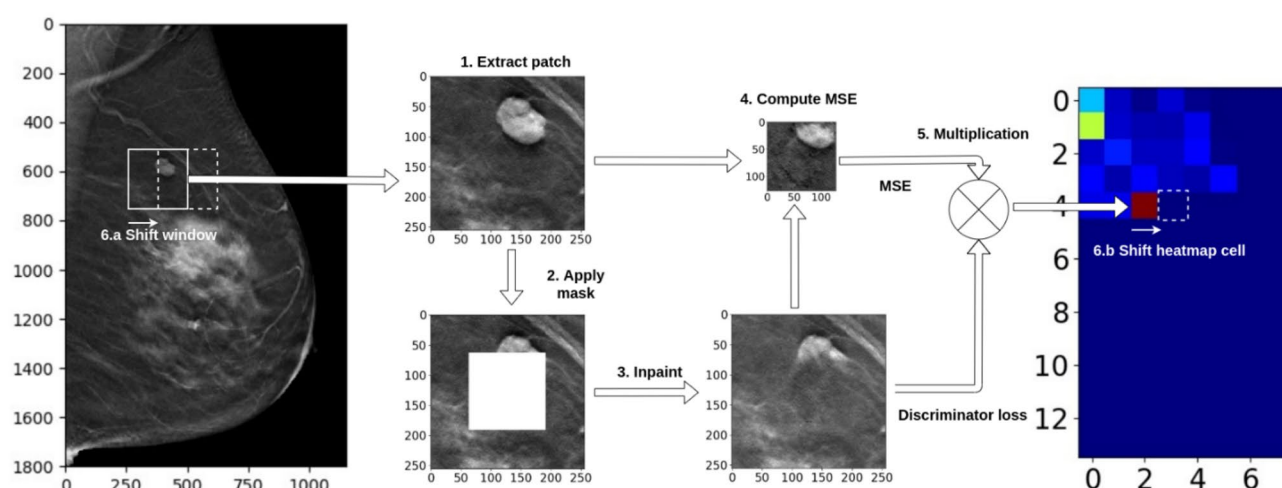 0
200
400
600
800
1000
1200
1400
1600
1800
0
250
500
750
1000
6.a Shift window
1. Extract patch
0
50
100
150
200
250
0 50 100 150 200 250
2. Apply
mask
0
50
100
150
200
250
0 50 100 150 200 250
3. Inpaint
0
50
100
150
200
250
0 50 100 150 200 250
4. Compute MSE
0
50
100
0 50 100
MSE
5. Multiplication
Discriminator loss
0
2
4
6
8
10
12
0 2 4 6
6.b Shift heatmap cell